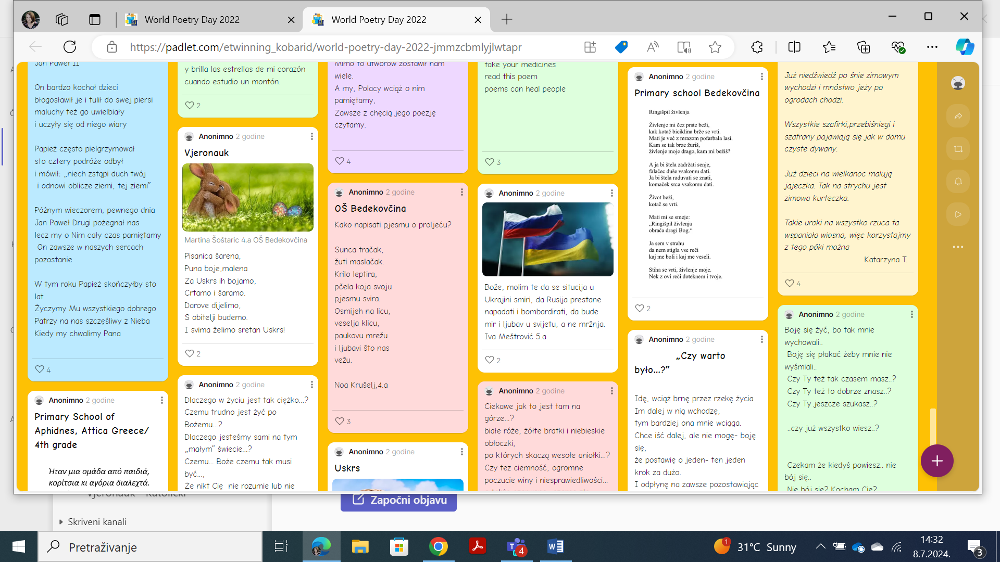 World Poetry Day 2022
World Poetry Day 2022
https://padlet.com/etwinning_kobarid/world-poetry-day-2022-jmmzcbmlyjlwtapr
Jan Paweł II
On bardzo kochał dzieci
błogosławił je i tulił do swej piersi
maluchy też go uwielbiały
i uczyły się od niego wiary
Papież często pielgrzymował
sto cztery podróże odbył
i mówił: „niech zstąpi duch twój
i odnowi oblicze ziemi, tej ziemi”
Późnym wieczorem, pewnego dnia
Jan Paweł Drugi pożegnał nas
lecz my o Nim cały czas pamiętamy
On zawsze w naszych sercach
pozostanie
W tym roku Papież skończyłby sto
lat
Życzymy Mu wszystkiego dobrego
Patrzy na nas szczęśliwy z Nieba
Kiedy my chwalimy Pana
4
Anonimno 2 godine
Primary School of
Aphidnes, Attica Greece/
4th grade
Ήταν μια ομάδα από παιδιά,
κορίτσια κι αγόρια διαλεχτά.
y brilla las estrellas de mi corazón
cuando estudio un montón.
2
Anonimno 2 godine
Vjeronauk
Martina Šoštaric 4.a OŠ Bedekovčina
Pisanica šarena,
Puna boje,malena
Za Uskrs ih bojamo,
Crtamo i šaramo.
Darove dijelimo,
S obitelji budemo.
I svima želimo sretan Uskrs!
2
Anonimno 2 godine
Dlaczego w życiu jest tak ciężko...?
Czemu trudno jest żyć po
Bożemu...?
Dlaczego jesteśmy sami na tym
„małym” świecie...?
Czemu... Boże czemu tak musi
być...,
Że nikt Cię nie rozumie lub nie
Mimo to utworów zostawił nam
wiele.
A my, Polacy wciąż o nim
pamiętamy,
Zawsze z chęcią jego poezję
czytamy.
4
Anonimno 2 godine
OŠ Bedekovčina
Kako napisati pjesmu o proljeću?
Sunca tračak,
žuti maslačak.
Krilo leptira,
pčela koja svoju
pjesmu svira.
Osmijeh na licu,
veselja klicu,
paukovu mrežu
i ljubavi što nas
vežu.
Noa Krušelj,4.a
3
Anonimno 2 godine
Uskrs
take your medicines
read this poem
poems can heal people
3
Anonimno 2 godine
Bože, molim te da se situcija u
Ukrajini smiri, da Rusija prestane
napadati i bombardirati, da bude
mir i ljubav u svijetu, a ne mržnja.
Iva Meštrović 5.a
2
Anonimno 2 godine
Ciekawe jak to jest tam na
górze...?
białe róże, żółte bratki i niebieskie
obłoczki,
po których skaczą wesołe aniołki...?
Czy tez ciemność, ogromne
poczucie winy i niesprawiedliwości...
Anonimno 2 godine
Primary school Bedekovčina
Ringišpil živlenja
Živlenje mi čez prste beži,
kak kotač biciklina brže se vrti.
Mati je već z mrazom pofarbala lasi.
Kam se tak brze žuriš,
živlenje moje drago, kam mi bežiš?
A ja bi štela zadržati senje,
falačec duše vsakomu dati.
Ja bi štela raduvati se znati,
komaček srca vsakomu dati.
Život beži,
kotač se vrti.
Mati mi se smeje:
„Ringišpil živlenja
obrača dragi Bog.“
Ja sem v strahu
da nem stigla vse reči
kaj me boli i kaj me veseli.
Stiha se vrti, živlenje moje.
Nek z ovi reči doteknem i tvoje.
2
Anonimno 2 godine
„Czy warto
było...?”
Idę, wciąż brnę przez rzekę życia
Im dalej w nią wchodzę,
tym bardziej ona mnie wciąga.
Chce iść dalej, ale nie mogę- boję
się,
że postawię o jeden- ten jeden
krok za dużo.
I odpłynę na zawsze pozostawiając
Już niedźwiedź po śnie zimowym
wychodzi i mnóstwo jeży po
ogrodach chodzi.
Wszystkie szafirki,przebiśniegi i
szafrany pojawiają się jak w domu
czyste dywany.
Już dzieci na wielkanoc malują
jajeczka. Tak na strychu jest
zimowa kurteczka.
Takie uroki na wszystko rzuca ta
wspaniała wiosna, więc korzystajmy
z tego póki można
Katarzyna T.
4
Anonimno 2 godine
Boję się żyć, bo tak mnie
wychowali..
Boję się płakać żeby mnie nie
wyśmiali..
Czy Ty też tak czasem masz..?
Czy Ty też to dobrze znasz..?
Czy Ty jeszcze szukasz..?
..czy już wszystko wiesz..?
Czekam że kiedyś powiesz.. nie
bój się..
Nie bój się? Kocham Cię?
Vjeronauk - Katolički
Skriveni kanali
Započni objavu
Pretraživanje
4
1
31°C Sunny
14:32
8.7.2024.
3